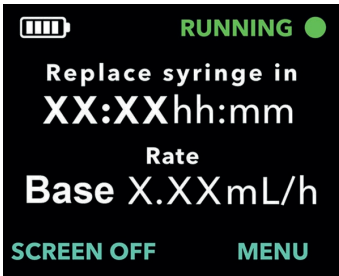 RUNNING
Replace syringe in
XX:XXhh:mm
Rate
Base X.XXmL/h
SCREEN OFF MENU